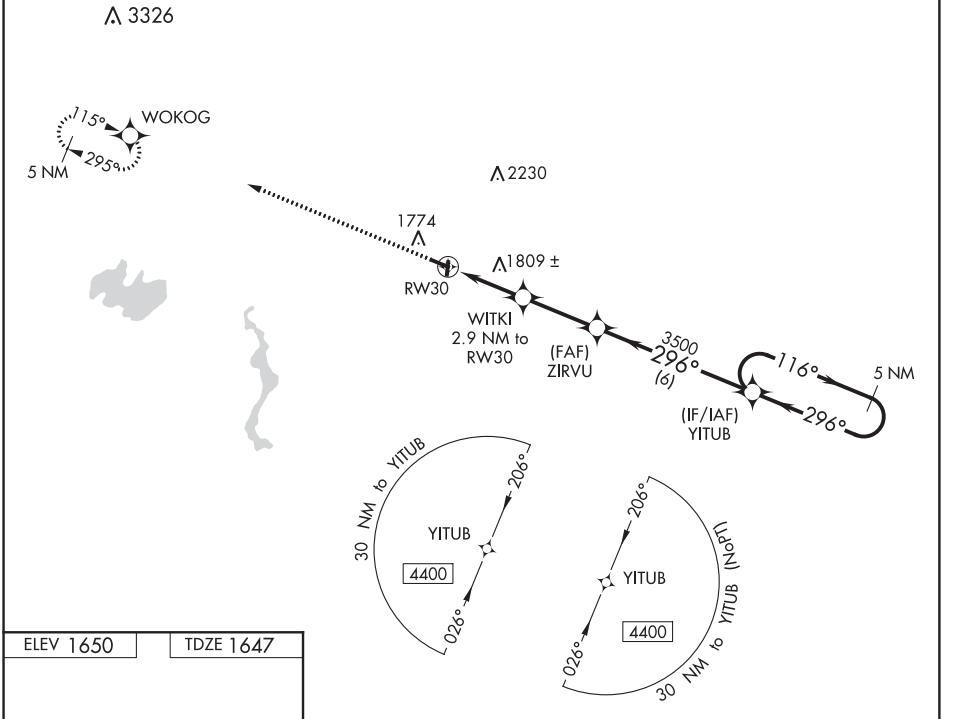 3326
115°
WOKOG
295°
5 NM
2230
1774
1809 ±
RW30
WITKI
2.9 NM to
RW30
(FAF)
ZIRVU
3500
296°
(6)
116°
5 NM
296°
(IF/IAF)
YITUB
30 NM to YITUB
206°
YITUB
4400
026°
206°
YITUB
4400
026°
30 NM to YITUB (NoPT)
ELEV 1650
TDZE 1647